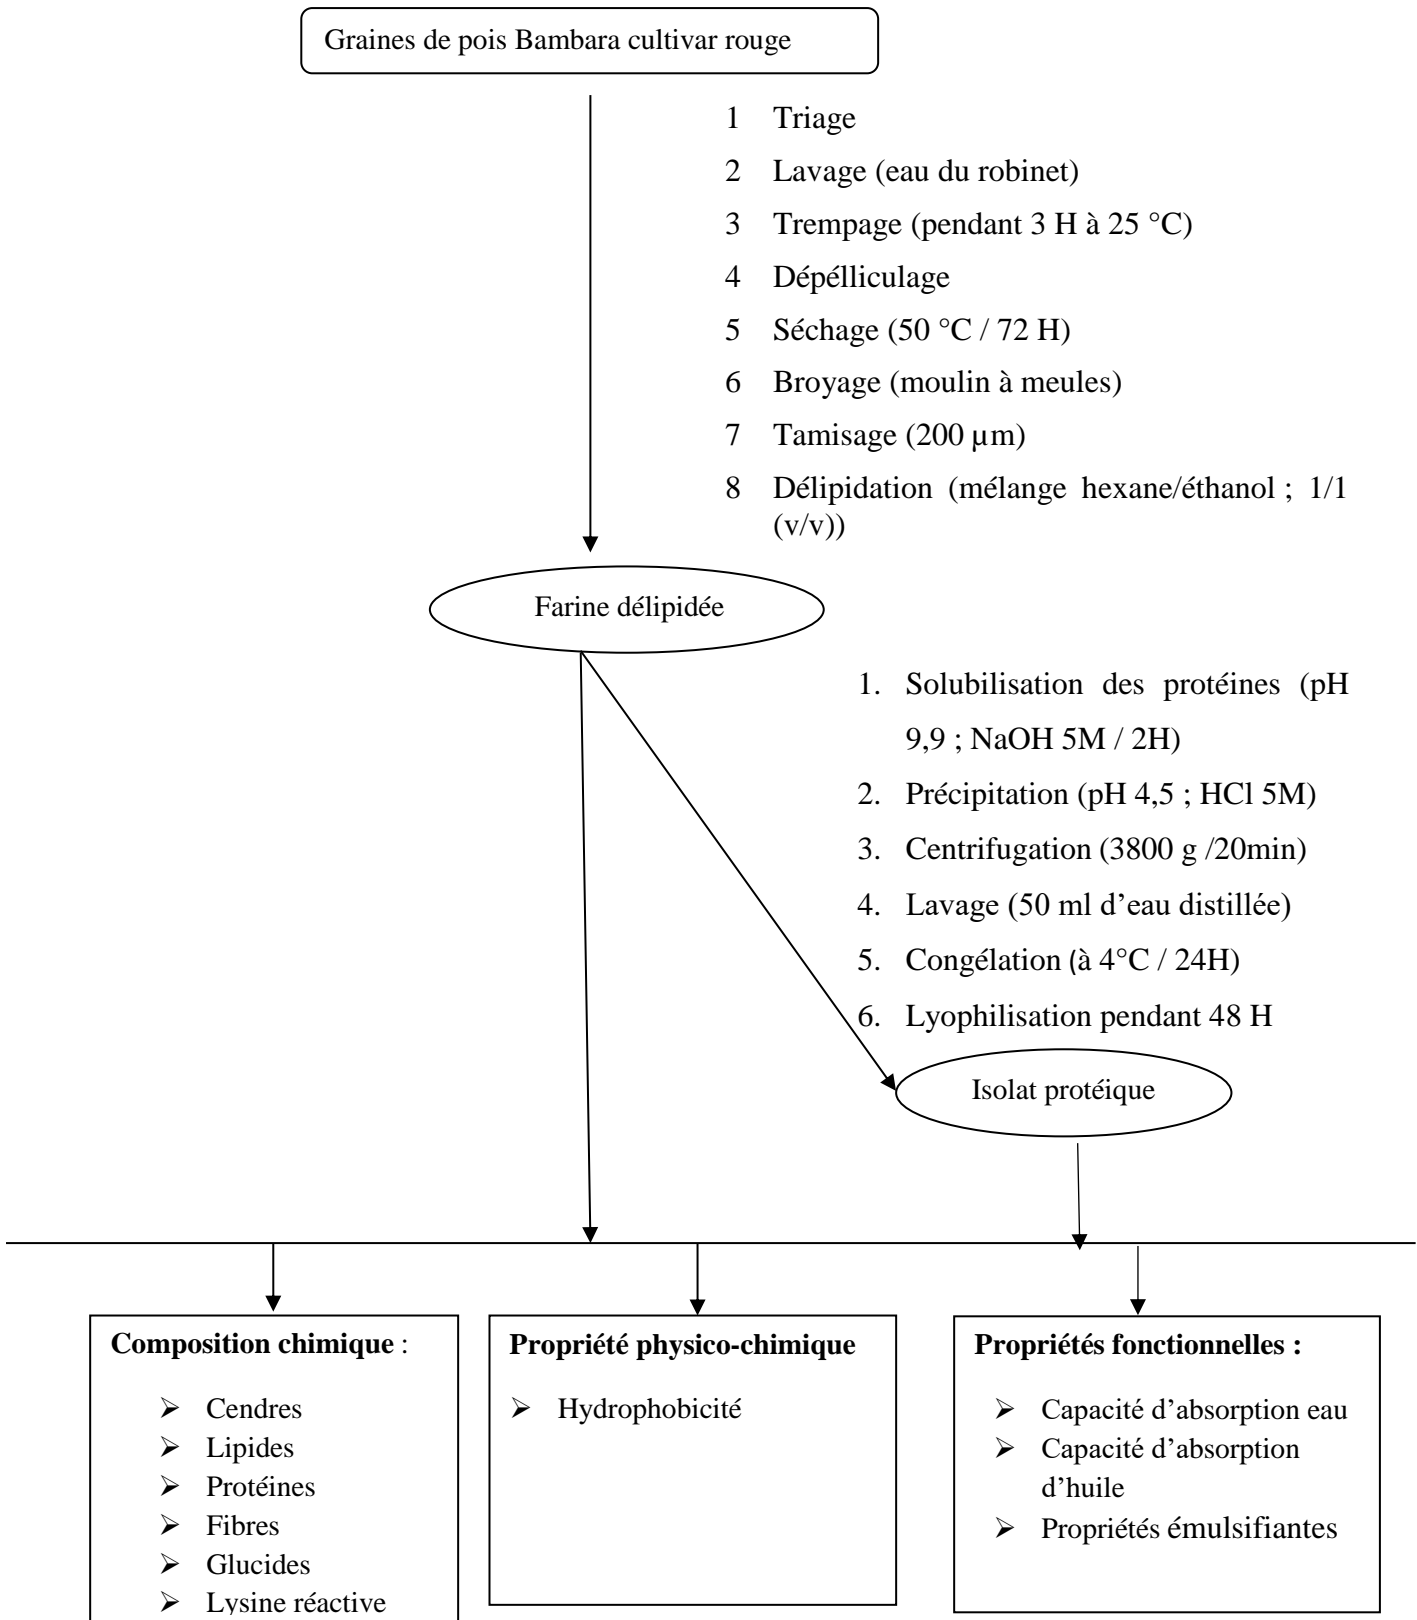 Graines de pois Bambara cultivar rouge
1 Triage
2 Lavage (eau du robinet)
3 Trempage (pendant 3 H à 25 °C)
4 Dépélliculage
5 Séchage (50 °C / 72 H)
6 Broyage (moulin à meules)
7 Tamisage (200 µm)
8 Délipidation (mélange hexane/éthanol ; 1/1
(v/v))
Farine délipidée
1. Solubilisation des protéines (pH
9,9 ; NaOH 5M / 2H)
2. Précipitation (pH 4,5 ; HCl 5M)
3. Centrifugation (3800 g /20min)
4. Lavage (50 ml d’eau distillée)
5. Congélation (à 4°C / 24H)
6. Lyophilisation pendant 48 H
Isolat protéique
Composition chimique :
➢ Cendres
➢ Lipides
➢ Protéines
➢ Fibres
➢ Glucides
➢ Lysine réactive
Propriété physico-chimique
➢ Hydrophobicité
Propriétés fonctionnelles :
➢ Capacité d’absorption eau
➢ Capacité d’absorption
d’huile
➢ Propriétés émulsifiantes